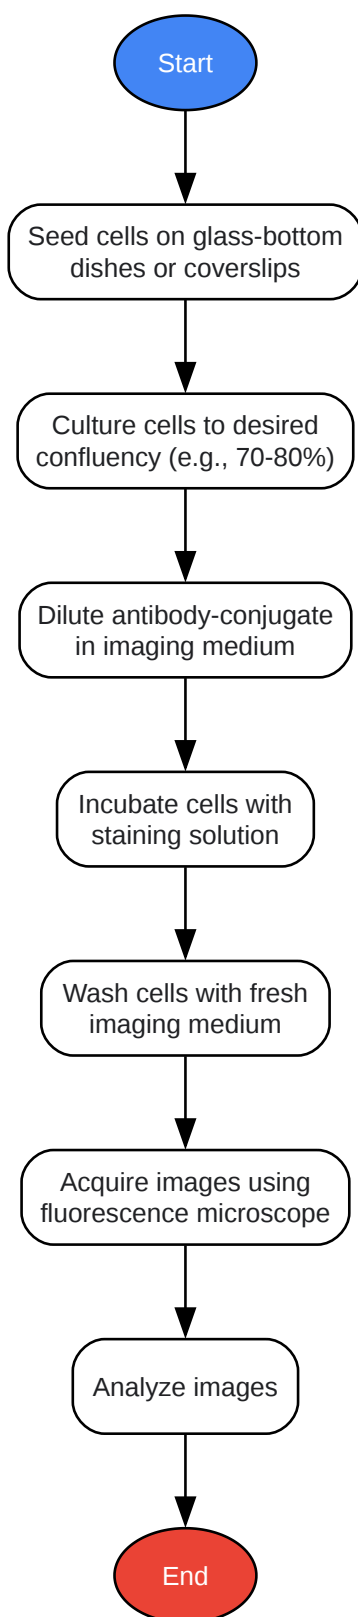 Start
Seed cells on glass-bottom
dishes or coverslips
Culture cells to desired
confluency (e.g., 70-80%)
Dilute antibody-conjugate
in imaging medium
Incubate cells with
staining solution
Wash cells with fresh
imaging medium
Acquire images using
fluorescence microscope
Analyze images
End